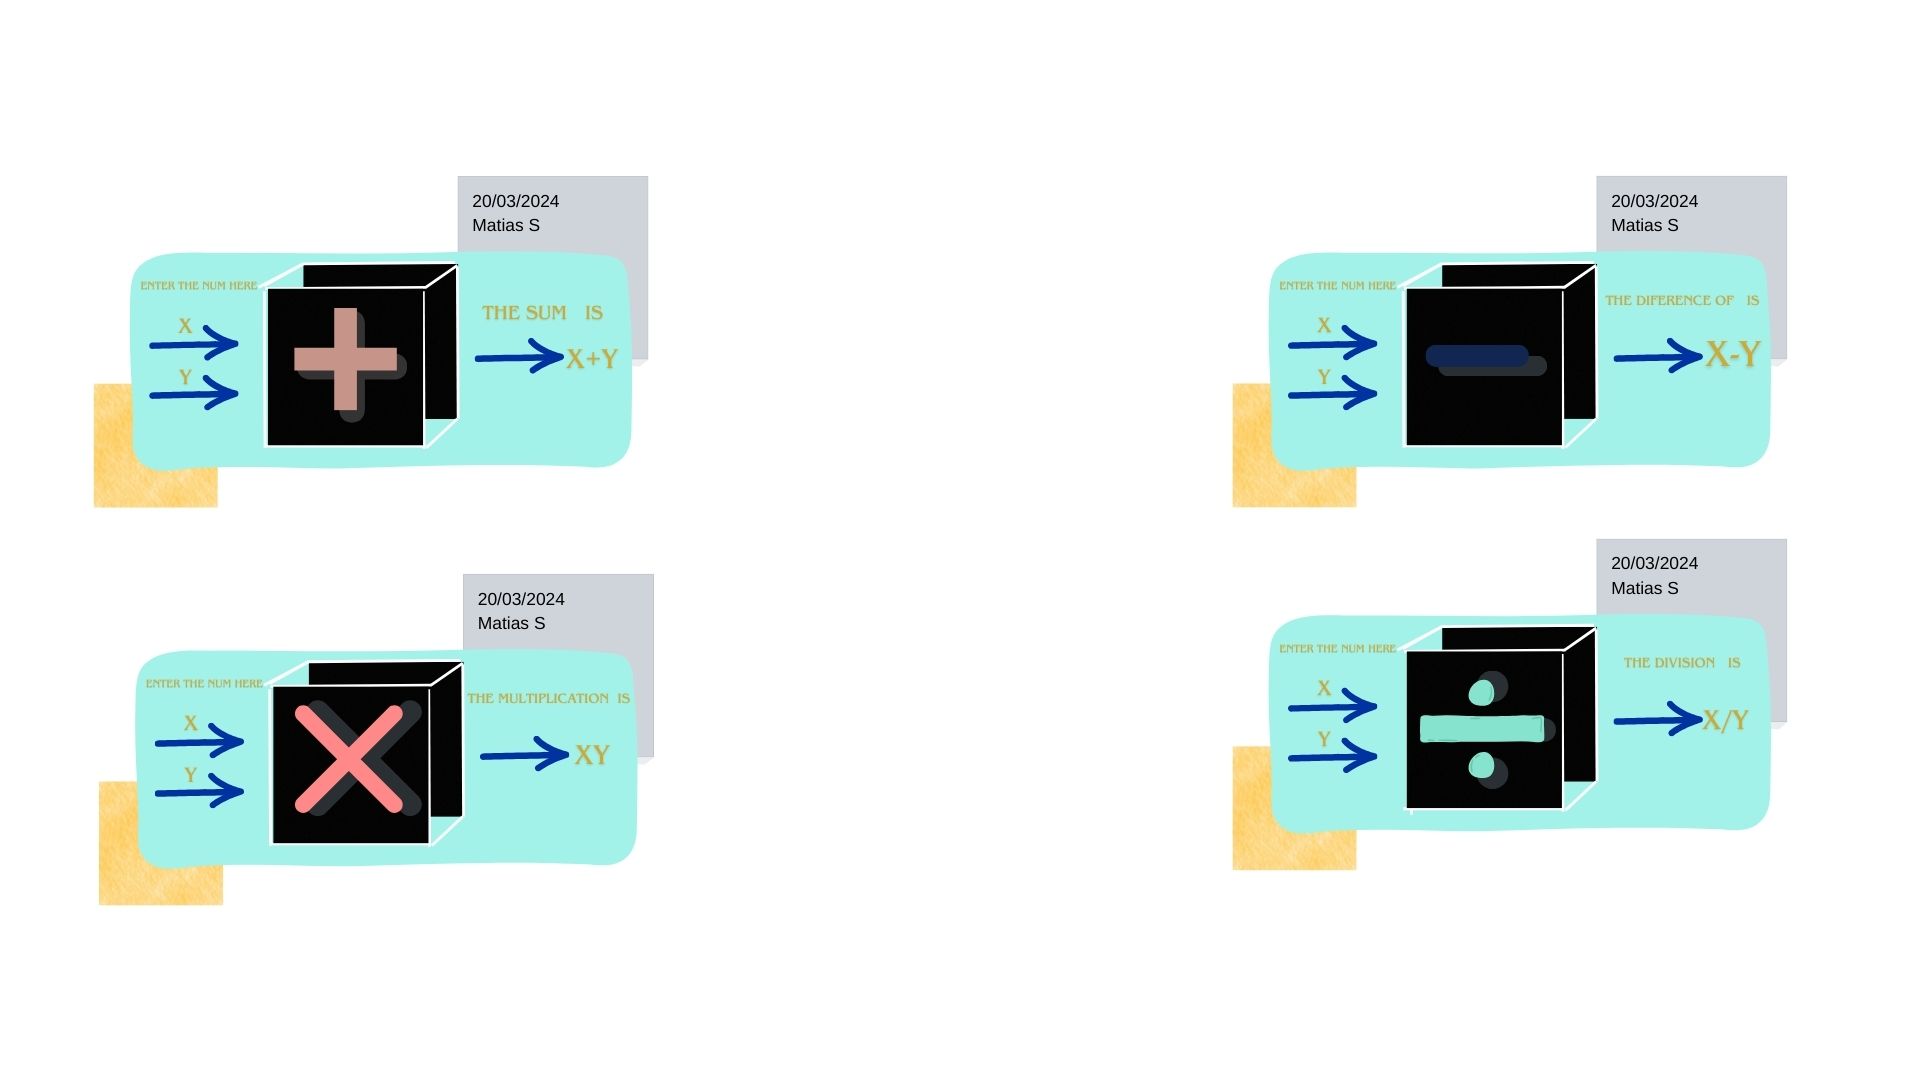 20/03/2024
Matias S
ENTER THE NUM HERE
X
Y
THE SUM IS
X+Y
20/03/2024
Matias S
ENTER THE NUM HERE
X
Y
THE DIFERENCE OF IS
X-Y
20/03/2024
Matias S
ENTER THE NUM HERE
X
Y
THE MULTIPLICATION IS
XY
20/03/2024
Matias S
ENTER THE NUM HERE
X
Y
THE DIVISION IS
X/Y